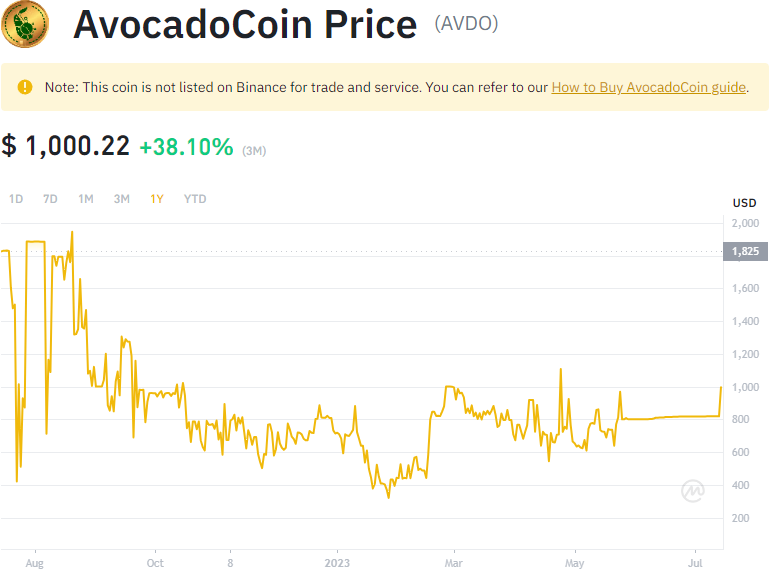 AvocadoCoin Price (AVDO)
Note: This coin is not listed on Binance for trade and service. You can refer to our How to Buy AvocadoCoin guide.
$ 1,000.22 +38.10% (3M)
1D 7D 1M 3M 1Y YTD
USD
2,000
1,825
1,600
1,400
1,200
1,000
800
600
400
200
Aug Oct 8 2023 Mar May Jul